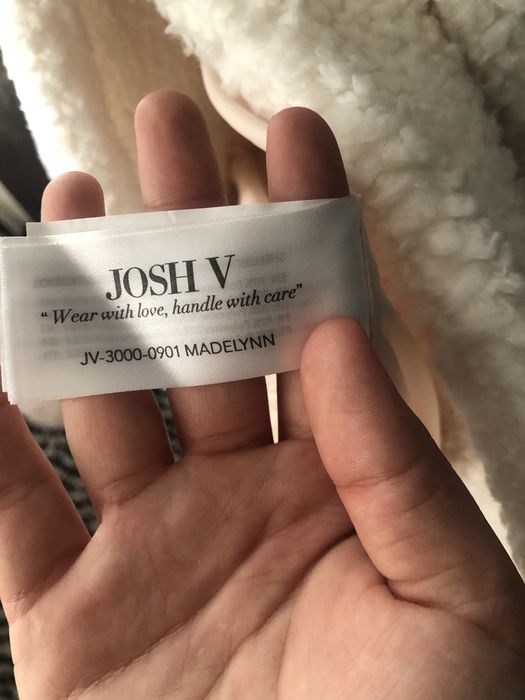 JOSH V
“Wear with love, handle with care”
JV-3000-0901 MADELYNN